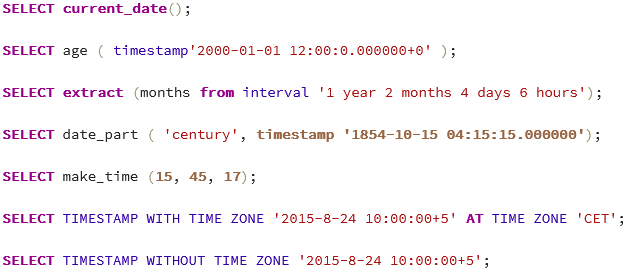 SELECT current_date();
SELECT age ( timestamp'2000-01-01 12:00:0.000000+0' );
SELECT extract (months from interval '1 year 2 months 4 days 6 hours');
SELECT date_part ( 'century', timestamp '1854-10-15 04:15:15.000000');
SELECT make_time (15, 45, 17);
SELECT TIMESTAMP WITH TIME ZONE '2015-8-24 10:00:00+5' AT TIME ZONE 'CET';
SELECT TIMESTAMP WITHOUT TIME ZONE '2015-8-24 10:00:00+5';